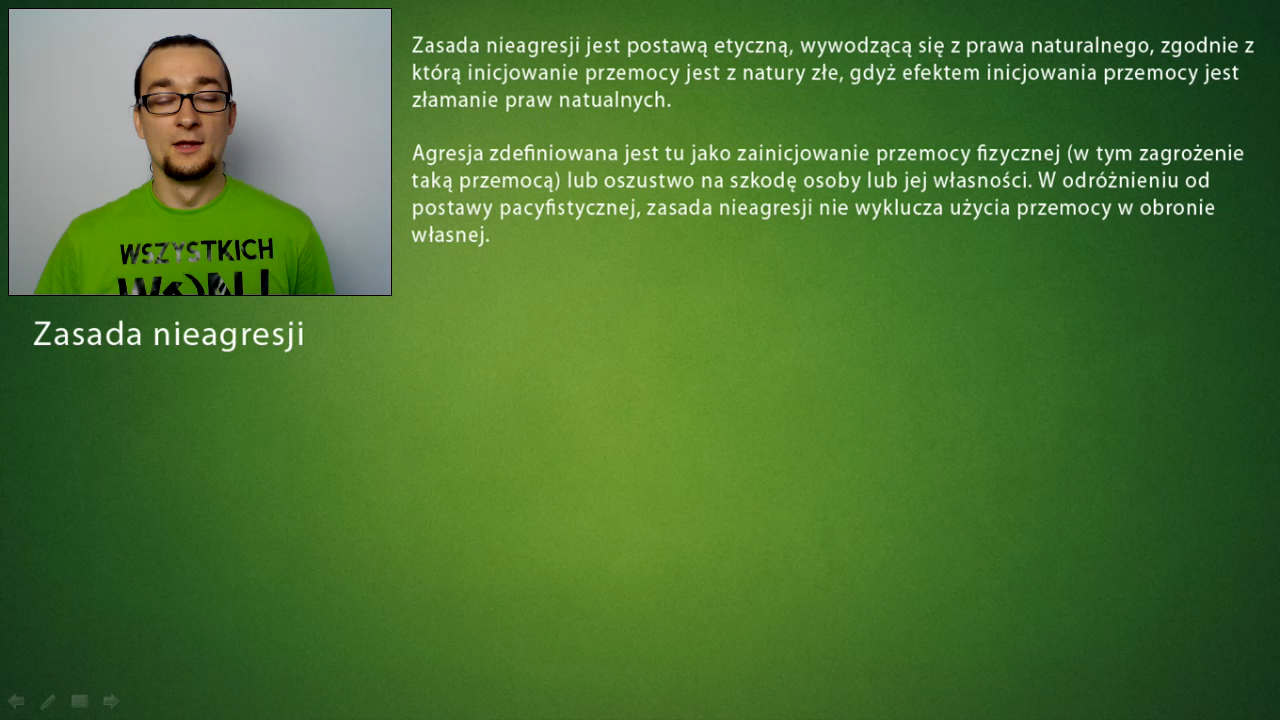 WSZYSTKICH
WON!
Zasada nieagresji
Zasada nieagresji jest postawą etyczną, wywodzącą się z prawa naturalnego, zgodnie z
którą inicjowanie przemocy jest z natury złe, gdyż efektem inicjowania przemocy jest
złamanie praw natualnych.
Agresja zdefiniowana jest tu jako zainicjowanie przemocy fizycznej (w tym zagrożenie
taką przemocą) lub oszustwo na szkodę osoby lub jej własności. W odróżnieniu od
postawy pacyfistycznej, zasada nieagresji nie wyklucza użycia przemocy w obronie
własnej.